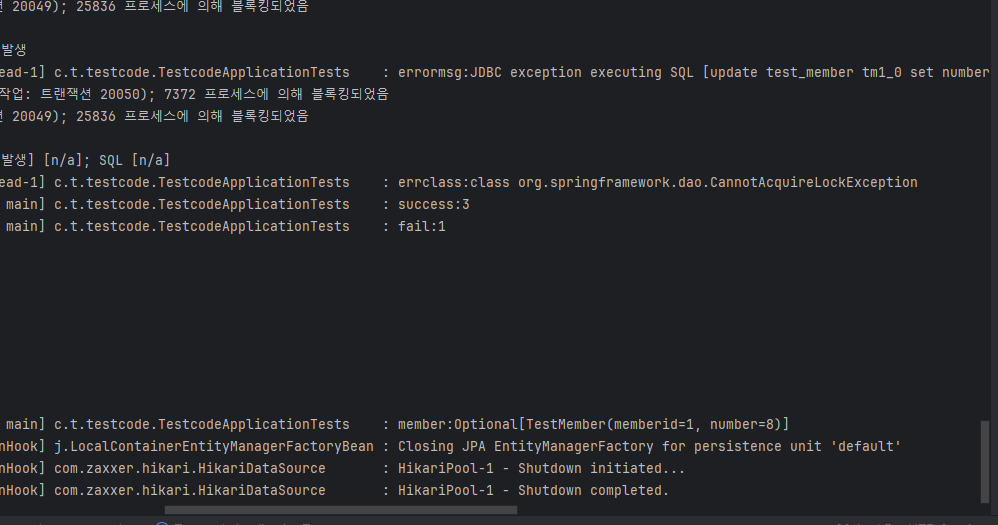 션 20049); 25836 프로세스에 의해 블록킹되었음
발생
ead-1] c.t.testcode.TestcodeApplicationTests    : errormsg:JDBC exception executing SQL [update test_member tm1_0 set number
작업: 트랜잭션 20050); 7372 프로세스에 의해 블록킹되었음
션 20049); 25836 프로세스에 의해 블록킹되었음
발생] [n/a]; SQL [n/a]
ead-1] c.t.testcode.TestcodeApplicationTests    : errclass:class org.springframework.dao.CannotAcquireLockException
main] c.t.testcode.TestcodeApplicationTests    : success:3
main] c.t.testcode.TestcodeApplicationTests    : fail:1
main] c.t.testcode.TestcodeApplicationTests    : member:Optional[TestMember(memberid=1, number=8)]
nHook] j.LocalContainerEntityManagerFactoryBean : Closing JPA EntityManagerFactory for persistence unit 'default'
nHook] com.zaxxer.hikari.HikariDataSource       : HikariPool-1 - Shutdown initiated...
nHook] com.zaxxer.hikari.HikariDataSource       : HikariPool-1 - Shutdown completed.